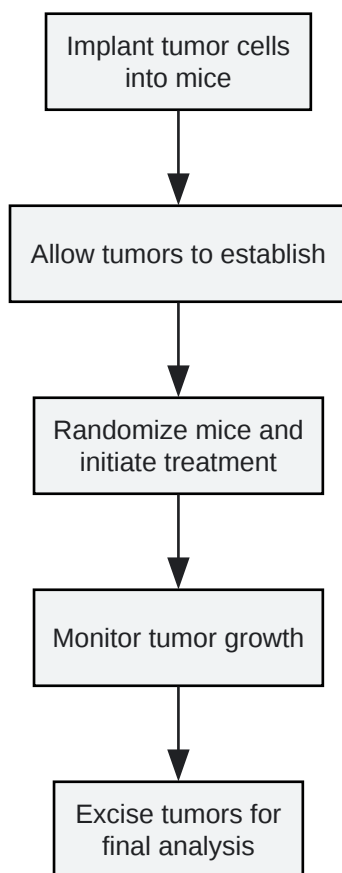 Implant tumor cells
into mice
Allow tumors to establish
Randomize mice and
initiate treatment
Monitor tumor growth
Excise tumors for
final analysis